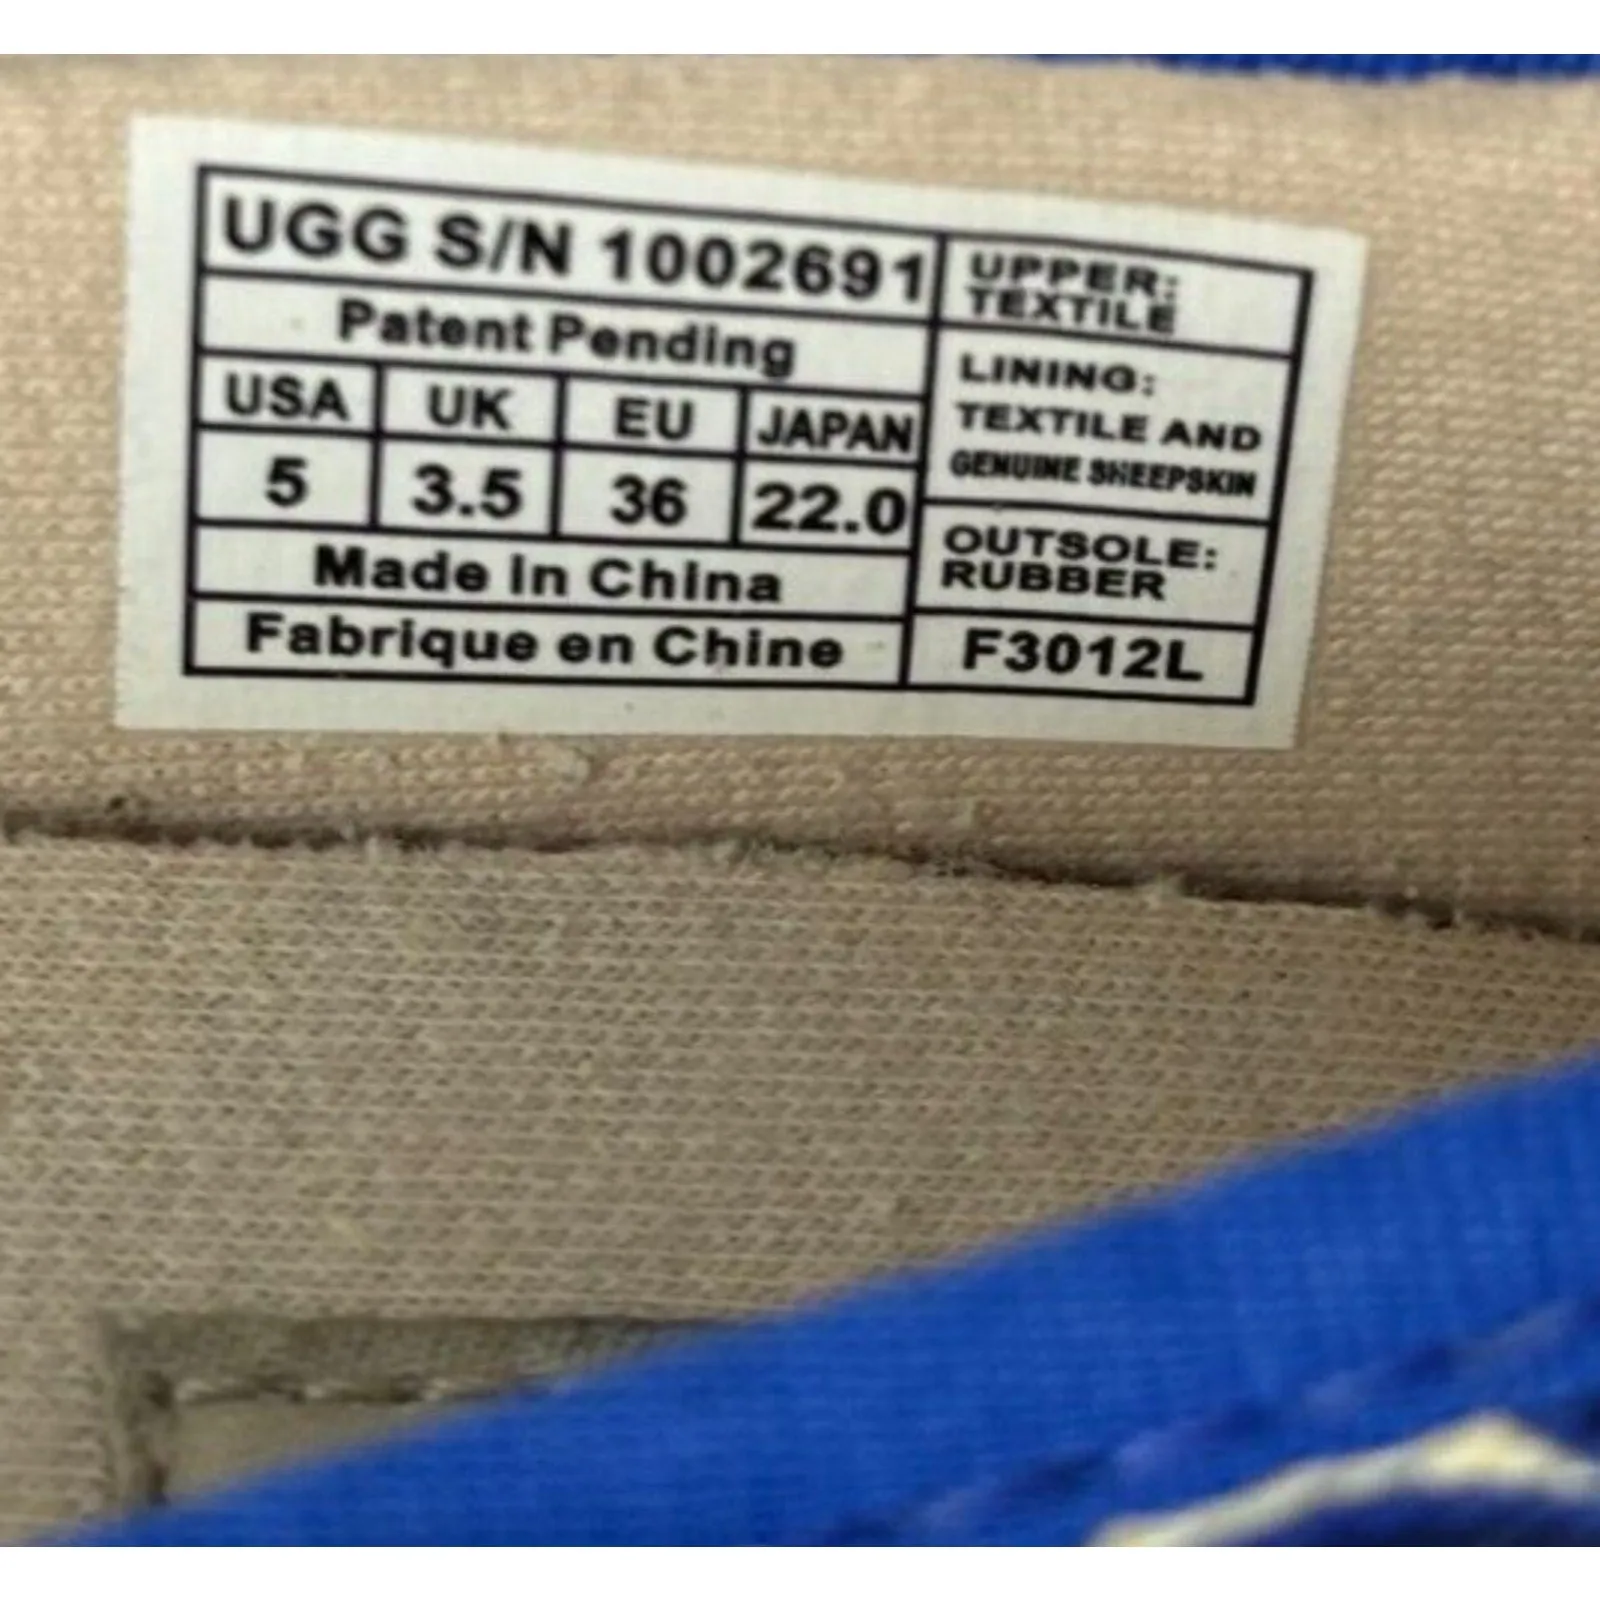 UGG S/N 1002691
Patent Pending
USA UK EU JAPAN
5 3.5 36 22.0
Made in China
Fabrique en Chine
UPPER:
TEXTILE
LINING:
TEXTILE AND
GENUINE SHEEPSKIN
OUTSOLE:
RUBBER
F3012L